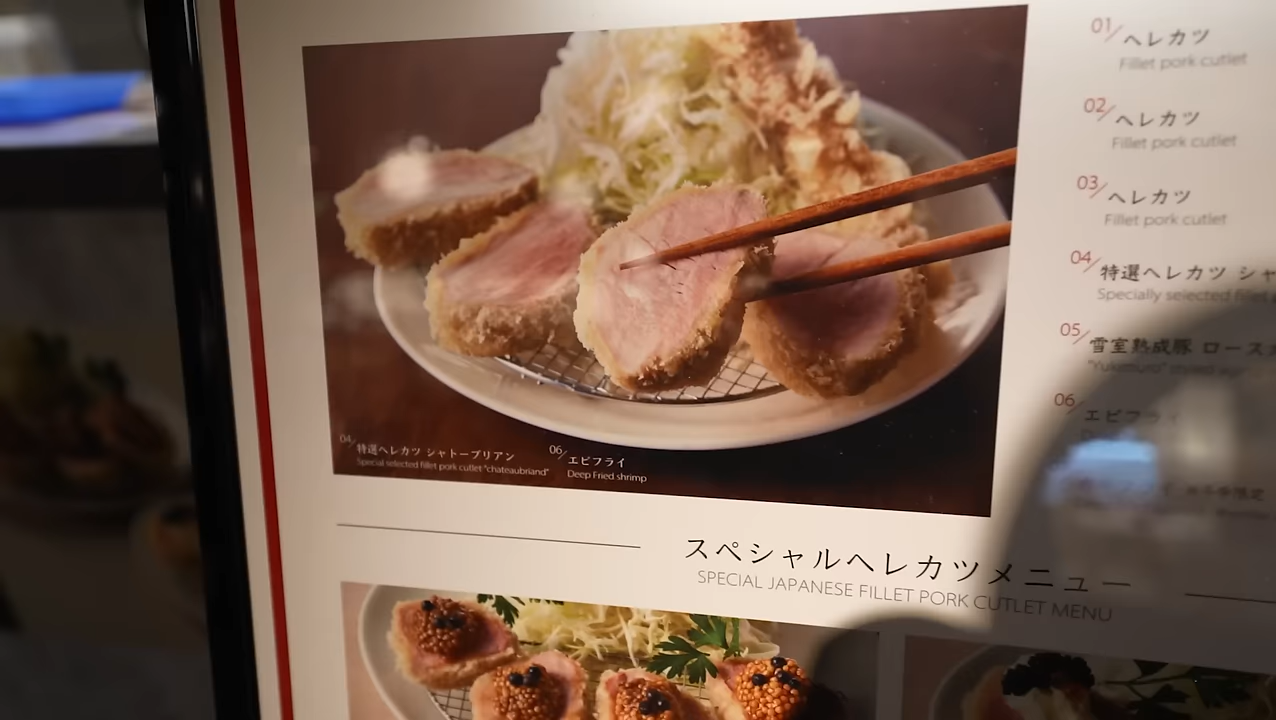 01/ ヘレカツ
Fillet pork cutlet
02/ ヘレカツ
Fillet pork cutlet
03/ ヘレカツ
Fillet pork cutlet
04/ 特選ヘレカツ シャ
Specially selected fillet
05/ 雪室熟成豚 ロース
"Yukimuro"
06/ エビフライ
04/ 特選ヘレカツ シャトーブリアン
Special selected fillet pork cutlet "chateaubriand"
06/ エビフライ
Deep Fried shrimp
スペシャルヘレカツメニュー
SPECIAL JAPANESE FILLET PORK CUTLET MENU